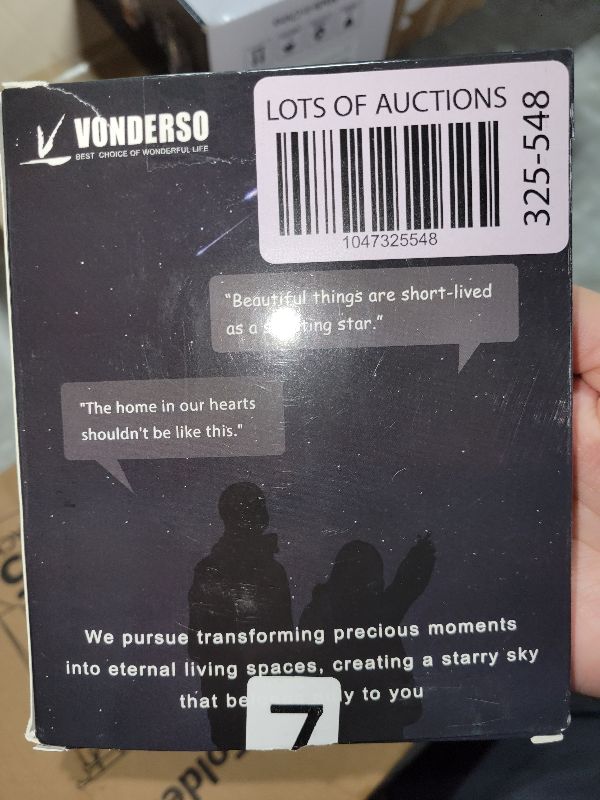 VONDERSO
BEST CHOICE OF WONDERFUL LIFE
LOTS OF AUCTIONS
1047325548
325-548
"Beautiful things are short-lived
as a ting star."
"The home in our hearts
shouldn't be like this."
We pursue transforming precious moments
into eternal living spaces, creating a starry sky
that to you
7